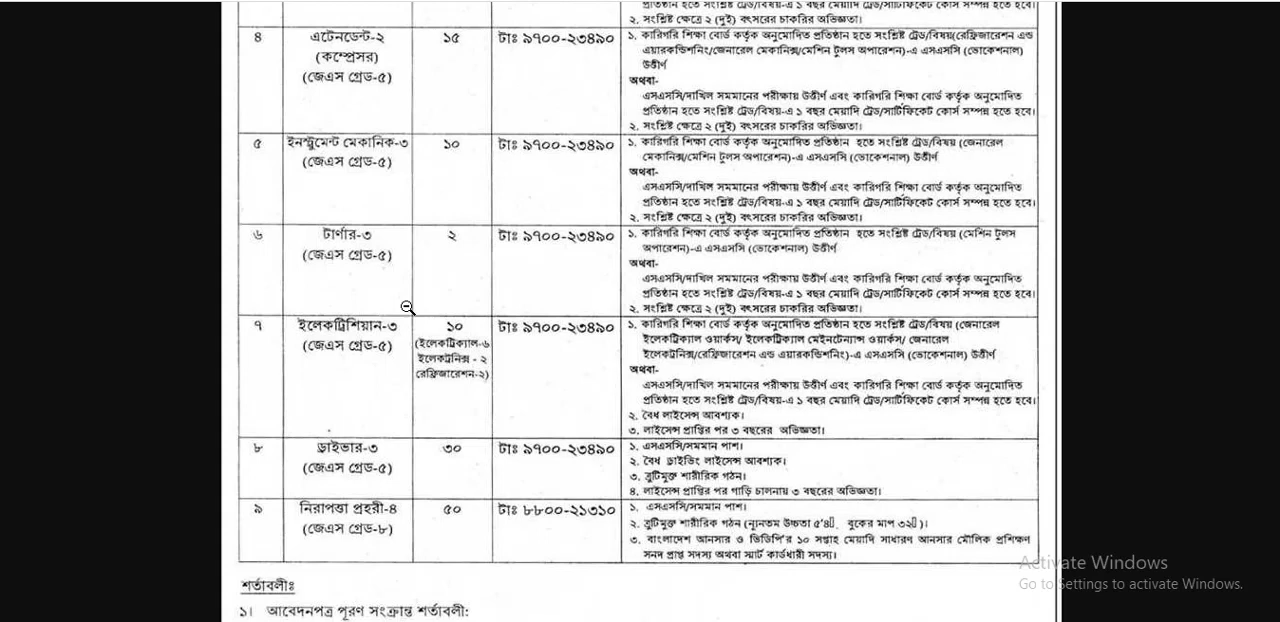 প্রতিষ্ঠান হতে সংশ্লিষ্ট ট্রেড/বিষয়-এ ১ বছর মেয়াদি ট্রেড/সার্টিফিকেট কোর্স সম্পন্ন হতে হবে।
২. সংশ্লিষ্ট ক্ষেত্রে ২ (দুই) বৎসরের চাকরির অভিজ্ঞতা।
৪
এটেনডেন্ট-২
(কম্প্রেসর)
(জেএস গ্রেড-৫)
১৫
টাঃ ৯৭০০-২৩৪৯০
১. কারিগরি শিক্ষা বোর্ড কর্তৃক অনুমোদিত প্রতিষ্ঠান হতে সংশ্লিষ্ট ট্রেড/বিষয়(রেফ্রিজারেশন এন্ড
এয়ারকন্ডিশনিং/জেনারেল মেকানিক্স/মেশিন টুলস অপারেশন)-এ এসএসসি (ভোকেশনাল)
উত্তীর্ণ
অথবা-
এসএসসি/দাখিল সমমানের পরীক্ষায় উত্তীর্ণ এবং কারিগরি শিক্ষা বোর্ড কর্তৃক অনুমোদিত
প্রতিষ্ঠান হতে সংশ্লিষ্ট ট্রেড/বিষয়-এ ১ বছর মেয়াদি ট্রেড/সার্টিফিকেট কোর্স সম্পন্ন হতে হবে।
২. সংশ্লিষ্ট ক্ষেত্রে ২ (দুই) বৎসরের চাকরির অভিজ্ঞতা।
৫
ইনস্ট্রুমেন্ট মেকানিক-৩
(জেএস গ্রেড-৫)
১০
টাঃ ৯৭০০-২৩৪৯০
১. কারিগরি শিক্ষা বোর্ড কর্তৃক অনুমোদিত প্রতিষ্ঠান হতে সংশ্লিষ্ট ট্রেড/বিষয় (জেনারেল
মেকানিক্স/মেশিন টুলস অপারেশন)-এ এসএসসি (ভোকেশনাল) উত্তীর্ণ
অথবা-
এসএসসি/দাখিল সমমানের পরীক্ষায় উত্তীর্ণ এবং কারিগরি শিক্ষা বোর্ড কর্তৃক অনুমোদিত
প্রতিষ্ঠান হতে সংশ্লিষ্ট ট্রেড/বিষয়-এ ১ বছর মেয়াদি ট্রেড/সার্টিফিকেট কোর্স সম্পন্ন হতে হবে।
২. সংশ্লিষ্ট ক্ষেত্রে ২ (দুই) বৎসরের চাকরির অভিজ্ঞতা।
৬
টার্ণার-৩
(জেএস গ্রেড-৫)
২
টাঃ ৯৭০০-২৩৪৯০
১. কারিগরি শিক্ষা বোর্ড কর্তৃক অনুমোদিত প্রতিষ্ঠান হতে সংশ্লিষ্ট ট্রেড/বিষয় (মেশিন টুলস
অপারেশন)-এ এসএসসি (ভোকেশনাল) উত্তীর্ণ
অথবা-
এসএসসি/দাখিল সমমানের পরীক্ষায় উত্তীর্ণ এবং কারিগরি শিক্ষা বোর্ড কর্তৃক অনুমোদিত
প্রতিষ্ঠান হতে সংশ্লিষ্ট ট্রেড/বিষয়-এ ১ বছর মেয়াদি ট্রেড/সার্টিফিকেট কোর্স সম্পন্ন হতে হবে।
২. সংশ্লিষ্ট ক্ষেত্রে ২ (দুই) বৎসরের চাকরির অভিজ্ঞতা।
৭
ইলেকট্রিশিয়ান-৩
(জেএস গ্রেড-৫)
১০
(ইলেকট্রিক্যাল-৬
ইলেকট্রনিক্স - ২
রেফ্রিজারেশন-২)
টাঃ ৯৭০০-২৩৪৯০
১. কারিগরি শিক্ষা বোর্ড কর্তৃক অনুমোদিত প্রতিষ্ঠান হতে সংশ্লিষ্ট ট্রেড/বিষয় (জেনারেল
ইলেকট্রিক্যাল ওয়ার্কস/ ইলেকট্রিক্যাল মেইনটেন্যান্স ওয়ার্কস/ জেনারেল
ইলেকট্রনিক্স/রেফ্রিজারেশন এন্ড এয়ারকন্ডিশনিং)-এ এসএসসি (ভোকেশনাল) উত্তীর্ণ
অথবা-
এসএসসি/দাখিল সমমানের পরীক্ষায় উত্তীর্ণ এবং কারিগরি শিক্ষা বোর্ড কর্তৃক অনুমোদিত
প্রতিষ্ঠান হতে সংশ্লিষ্ট ট্রেড/বিষয়-এ ১ বছর মেয়াদি ট্রেড/সার্টিফিকেট কোর্স সম্পন্ন হতে হবে।
২. বৈধ লাইসেন্স আবশ্যক।
৩. লাইসেন্স প্রাপ্তির পর ৩ বছরের অভিজ্ঞতা।
৮
ড্রাইভার-৩
(জেএস গ্রেড-৫)
৩০
টাঃ ৯৭০০-২৩৪৯০
১. এসএসসি/সমমান পাশ।
২. বৈধ ড্রাইভিং লাইসেন্স আবশ্যক।
৩. ত্রুটিমুক্ত শারীরিক গঠন।
৪. লাইসেন্স প্রাপ্তির পর গাড়ি চালনায় ৩ বছরের অভিজ্ঞতা।
৯
নিরাপত্তা প্রহরী-৪
(জেএস গ্রেড-৮)
৫০
টাঃ ৮৮০০-২১৩১০
১. এসএসসি/সমমান পাশ।
২. ত্রুটিমুক্ত শারীরিক গঠন (ন্যূনতম উচ্চতা ৫'৪, বুকের মাপ ৩২)।
৩. বাংলাদেশ আনসার ও ভিডিপি'র ১০ সপ্তাহ মেয়াদি সাধারণ আনসার মৌলিক প্রশিক্ষণ
সনদ প্রাপ্ত সদস্য অথবা স্মার্ট কার্ডধারী সদস্য।
শর্তাবলীঃ
১। আবেদনপত্র পূরণ সংক্রান্ত শর্তাবলী:
Activate Windows
Go to Settings to activate Windows.